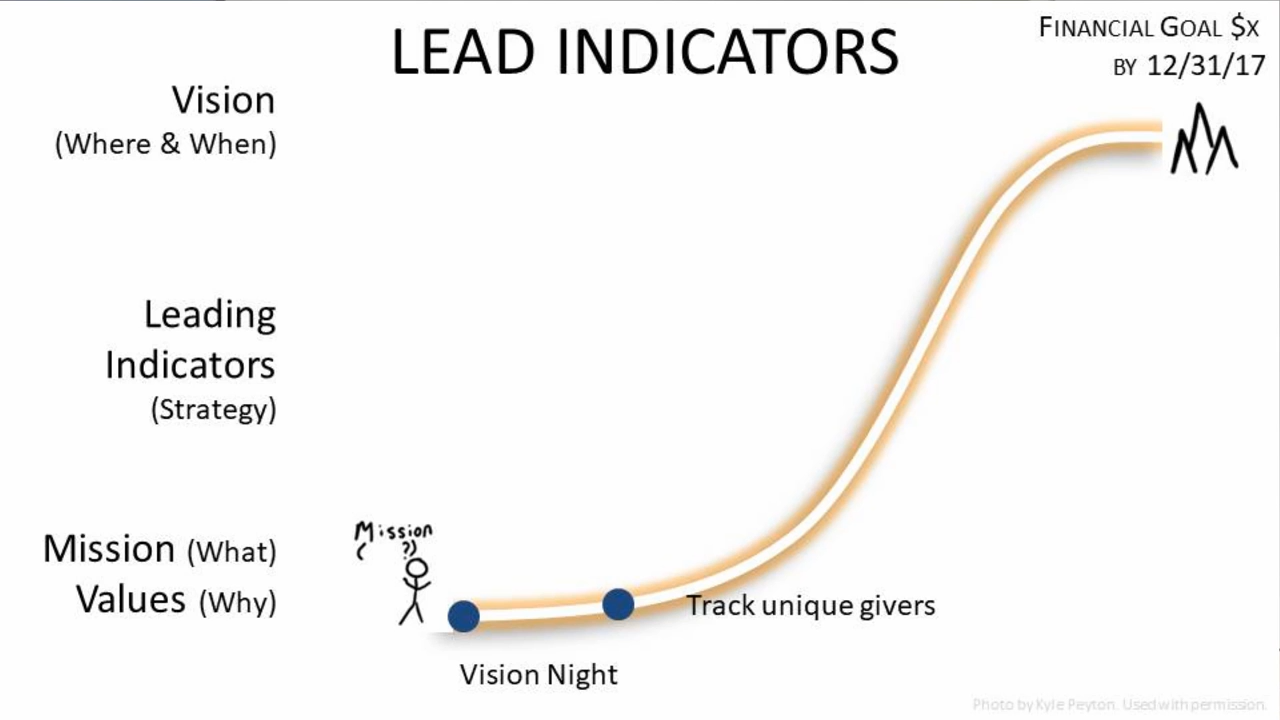 LEAD INDICATORS
FINANCIAL GOAL $X
BY 12/31/17
Vision
(Where & When)
Leading
Indicators
(Strategy)
Mission (What)
Values (Why)
Mission
( ?)
Track unique givers
Vision Night
Photo by Kyle Peyton. Used with permission.